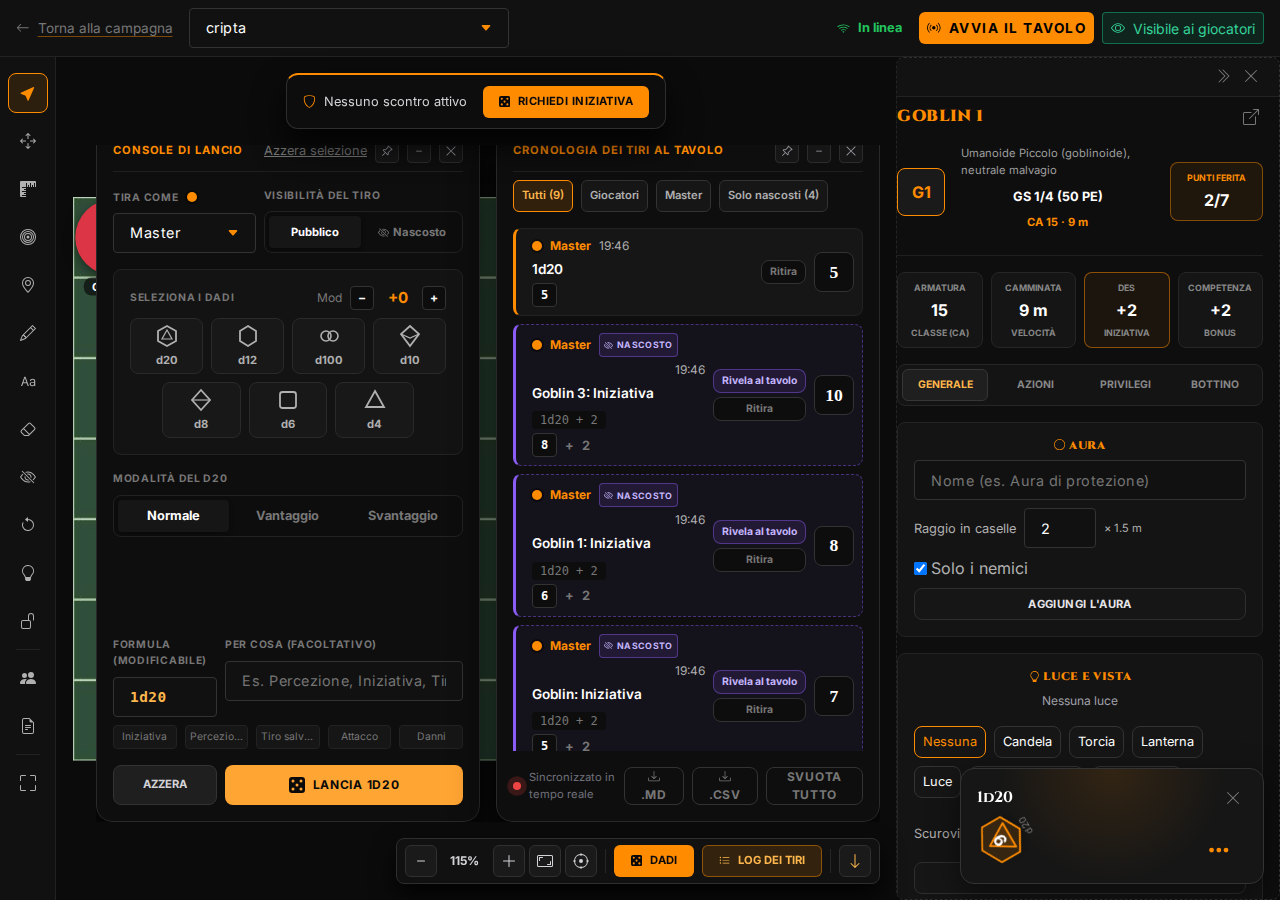 Torna alla campagna
cripta
In linea
AVVIA IL TAVOLO
Visibile ai giocatori
Nessuno scontro attivo
RICHIEDI INIZIATIVA
Aa
CONSOLE DI LANCIO
Azzera selezione
TIRA COME
VISIBILITÀ DEL TIRO
Master
Pubblico
Nascosto
SELEZIONA I DADI
Mod
−
+0
+
d20
d12
d100
d10
d8
d6
d4
MODALITÀ DEL D20
Normale
Vantaggio
Svantaggio
FORMULA
(MODIFICABILE)
PER COSA (FACOLTATIVO)
1d20
Es. Percezione, Iniziativa, Ti
Iniziativa
Percezio...
Tiro salv...
Attacco
Danni
AZZERA
LANCIA 1D20
CRONOLOGIA DEI TIRI AL TAVOLO
Tutti (9)
Giocatori
Master
Solo nascosti (4)
Master 19:46
1d20
5
Ritira
5
Master
NASCOSTO
19:46
Goblin 3: Iniziativa
1d20 + 2
8 + 2
Rivela al tavolo
Ritira
10
Master
NASCOSTO
19:46
Goblin 1: Iniziativa
1d20 + 2
6 + 2
Rivela al tavolo
Ritira
8
Master
NASCOSTO
19:46
Goblin: Iniziativa
1d20 + 2
5 + 2
Rivela al tavolo
Ritira
7
Sincronizzato in
tempo reale
.MD
.CSV
SVUOTA
TUTTO
−
115%
+
DADI
LOG DEI TIRI
GOBLIN 1
G1
Umanoide Piccolo (goblinoide),
neutrale malvagio
GS 1/4 (50 PE)
CA 15 · 9 m
PUNTI FERITA
2/7
ARMATURA
15
CLASSE (CA)
CAMMINATA
9 m
VELOCITÀ
DES
+2
INIZIATIVA
COMPETENZA
+2
BONUS
GENERALE
AZIONI
PRIVILEGI
BOTTINO
AURA
Nome (es. Aura di protezione)
Raggio in caselle
2
× 1.5 m
Solo i nemici
AGGIUNGI L'AURA
LUCE E VISTA
Nessuna luce
Nessuna
Candela
Torcia
Lanterna
Luce
Scurovi
1D20
d20